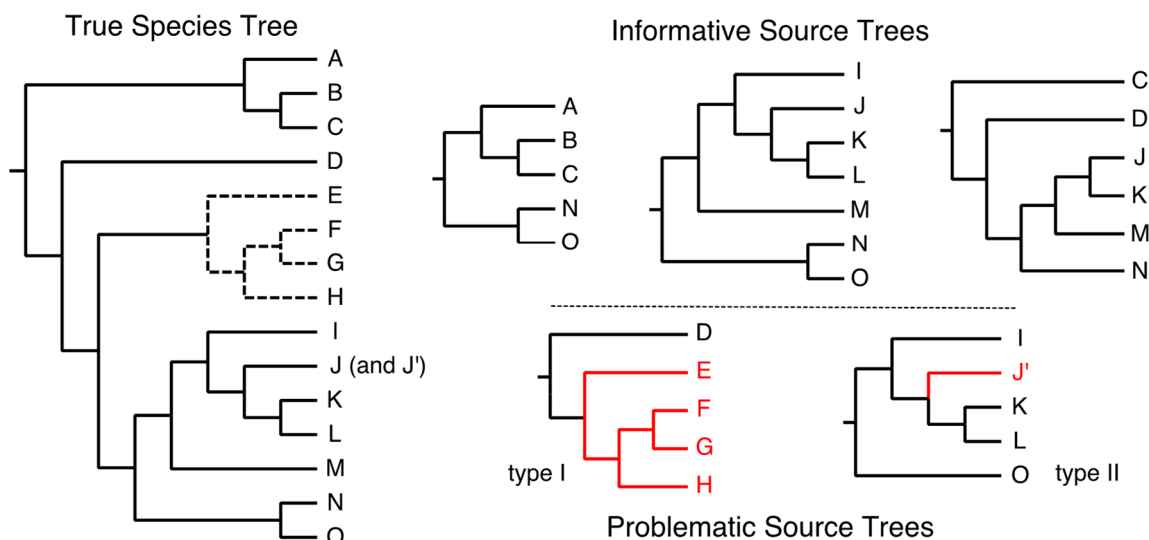 True Species Tree
A
B
C
D
E
F
G
H
I
J (and J')
K
L
M
N
O
Informative Source Trees
A
B
C
N
O
I
J
K
L
M
N
O
C
D
J
K
M
N
D
E
F
G
H
type I
I
J'
K
L
O
type II
Problematic Source Trees